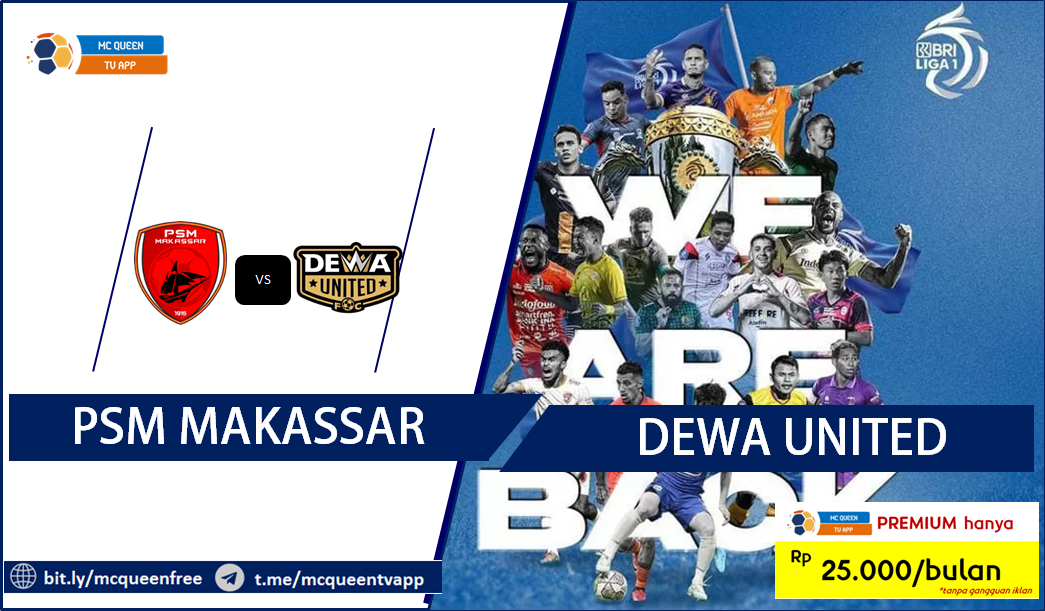 MC QUEEN
TV APP
BRI
LIGA 1
PSM
MAKASSAR
1915
VS
DEWA
UNITED
FC
WE
ARE
BACK
PSM MAKASSAR
DEWA UNITED
MC QUEEN
TV APP
PREMIUM hanya
Rp 25.000/bulan
*tanpa gangguan iklan
bit.ly/mcqueenfree
t.me/mcqueentvapp